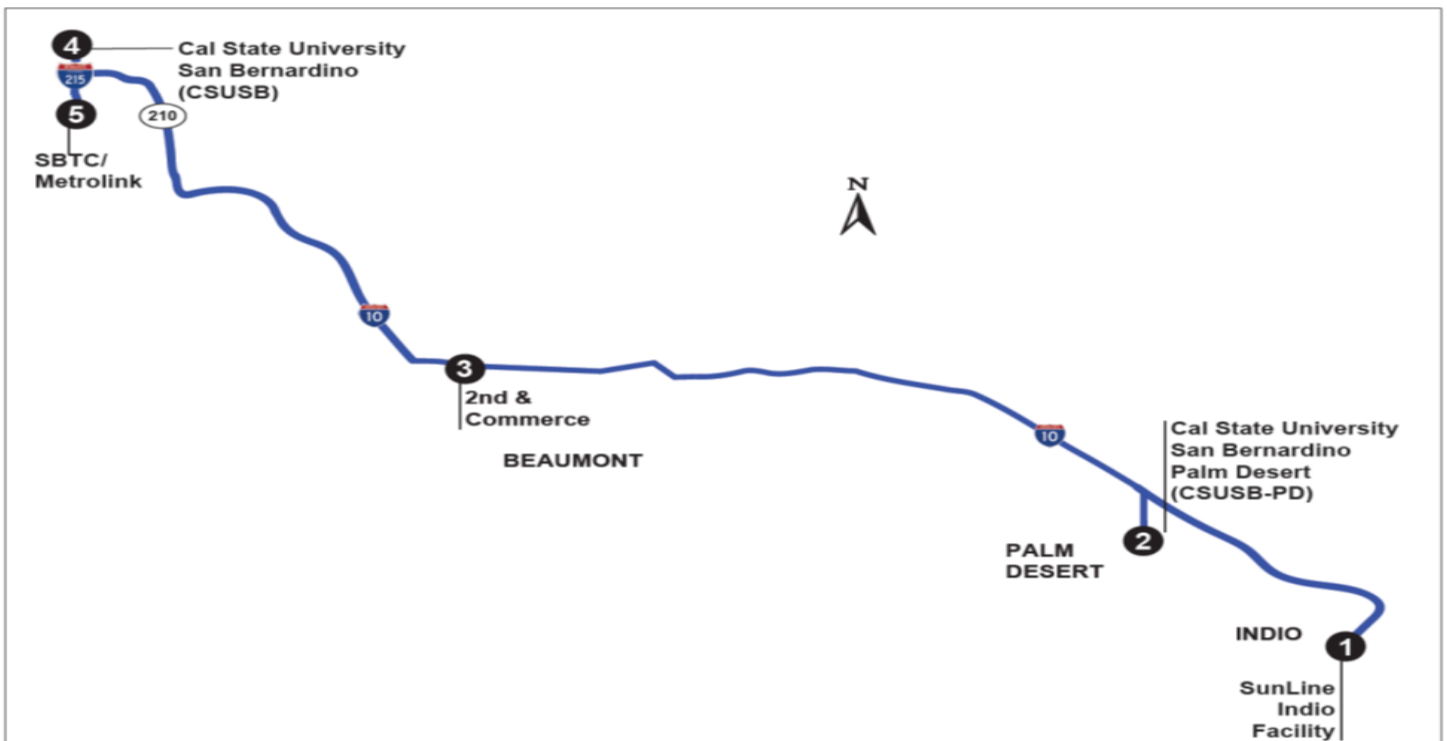 4
Cal State University
San Bernardino
(CSUSB)
215
5
210
SBTC/
Metrolink
N
10
3
2nd &
Commerce
BEAUMONT
10
Cal State University
San Bernardino
Palm Desert
(CSUSB-PD)
2
PALM
DESERT
INDIO
1
SunLine
Indio
Facility